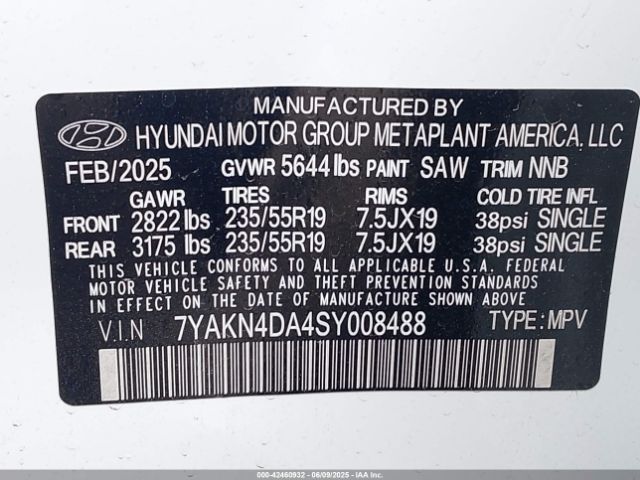 MANUFACTURED BY
HYUNDAI MOTOR GROUP METAPLANT AMERICA, LLC
FEB/2025 GVWR 5644 lbs PAINT SAW TRIM NNB
GAWR TIRES RIMS COLD TIRE INFL
FRONT 2822 lbs 235/55R19 7.5JX19 38psi SINGLE
REAR 3175 lbs 235/55R19 7.5JX19 38psi SINGLE
THIS VEHICLE CONFORMS TO ALL APPLICABLE U.S.A. FEDERAL
MOTOR VEHICLE SAFETY AND THEFT PREVENTION STANDARDS
IN EFFECT ON THE DATE OF MANUFACTURE SHOWN ABOVE.
V.I.N 7YAKN4DA4SY008488 TYPE: MPV
000-42460932 - 06/09/2025 - IAAI.COM